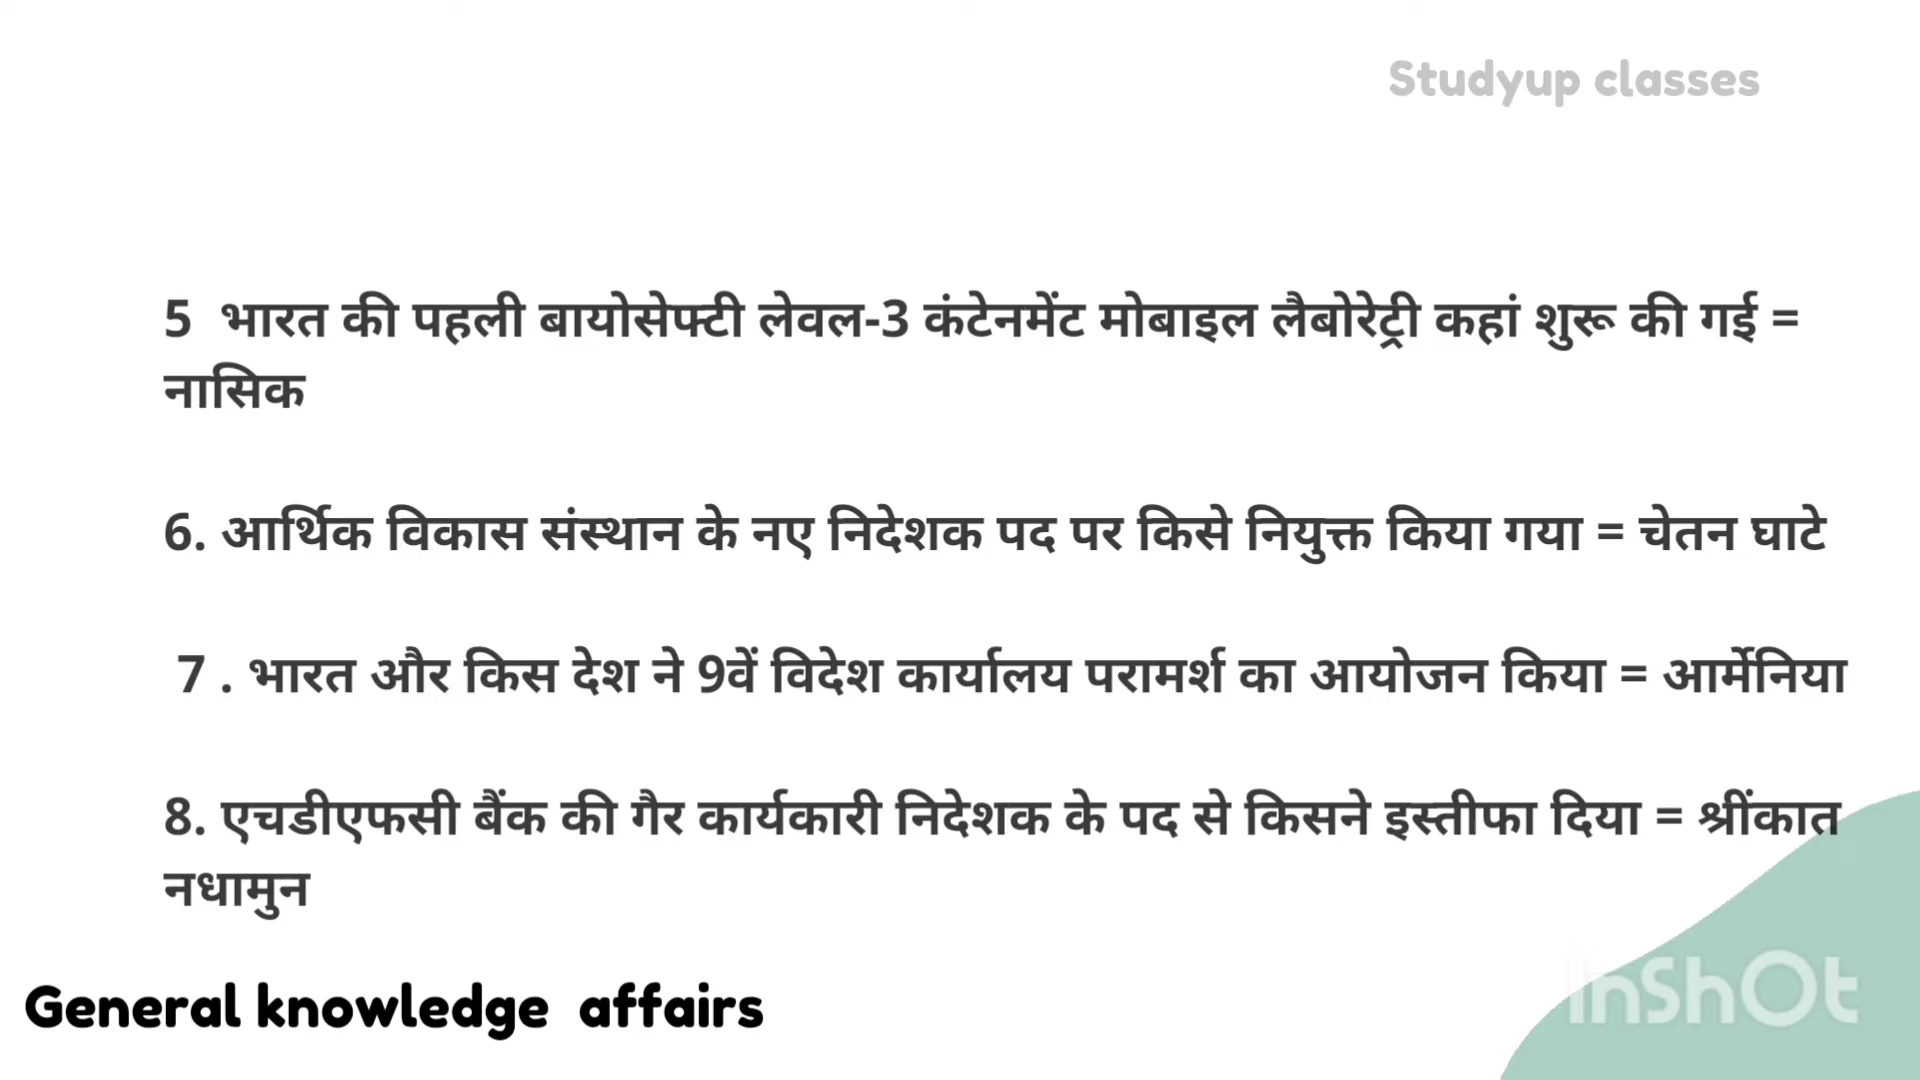 Studyup classes
5 भारत की पहली बायोसेफ्टी लेवल-3 कंटेनमेंट मोबाइल लैबोरेट्री कहां शुरू की गई =
नासिक
6. आर्थिक विकास संस्थान के नए निदेशक पद पर किसे नियुक्त किया गया = चेतन घाटे
7 . भारत और किस देश ने 9वें विदेश कार्यालय परामर्श का आयोजन किया = आर्मेनिया
8. एचडीएफसी बैंक की गैर कार्यकारी निदेशक के पद से किसने इस्तीफा दिया = श्रींकात
नधामुन
General knowledge affairs
InShOt